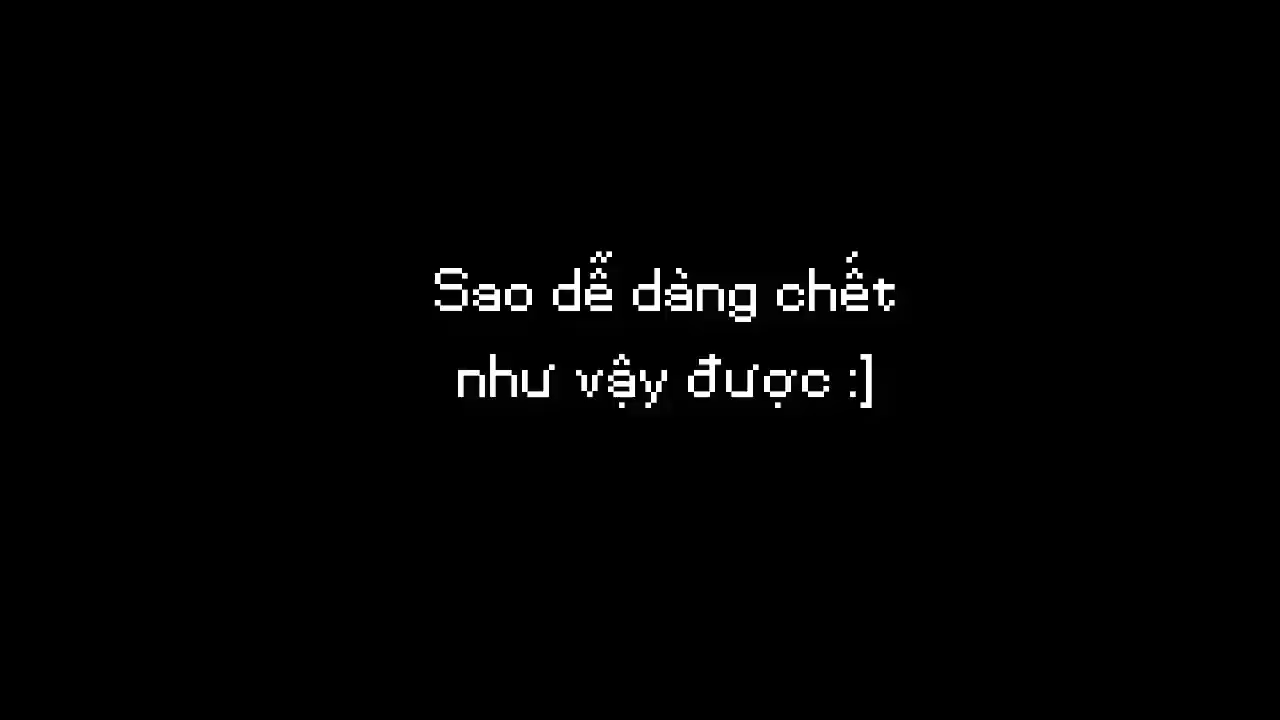 Sao dễ dàng chết
như vậy được :]